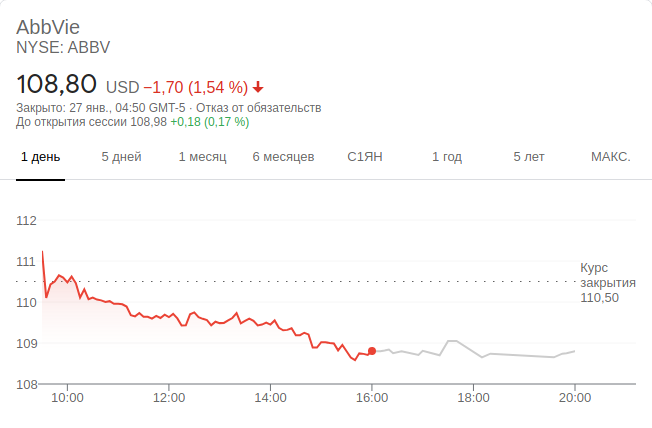 AbbVie
NYSE: ABBV
108,80 USD −1,70 (1,54 %)
Закрыто: 27 янв., 04:50 GMT-5 · Отказ от обязательств
До открытия сессии 108,98 +0,18 (0,17 %)
1 день 5 дней 1 месяц 6 месяцев С1ЯН 1 год 5 лет МАКС.
112
111
110
109
108
Курс
закрытия
110,50
10:00 12:00 14:00 16:00 18:00 20:00